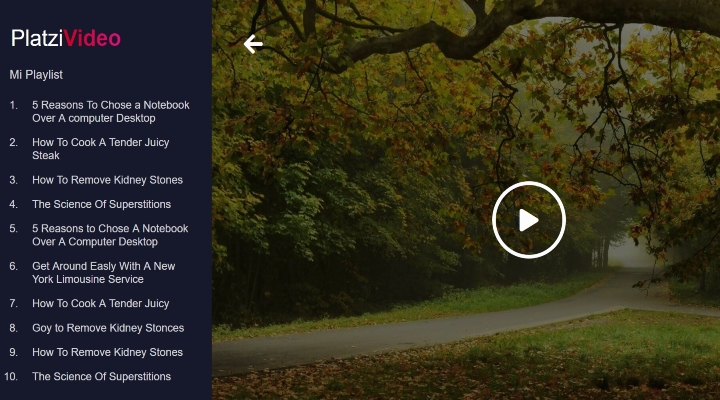 PlatziVideo
Mi Playlist
1. 5 Reasons To Chose a Notebook
Over A computer Desktop
2. How To Cook A Tender Juicy
Steak
3. How To Remove Kidney Stones
4. The Science Of Superstitions
5. 5 Reasons to Chose A Notebook
Over A Computer Desktop
6. Get Around Easly With A New
York Limousine Service
7. How To Cook A Tender Juicy
8. Goy to Remove Kidney Stonces
9. How To Remove Kidney Stones
10. The Science Of Superstitions